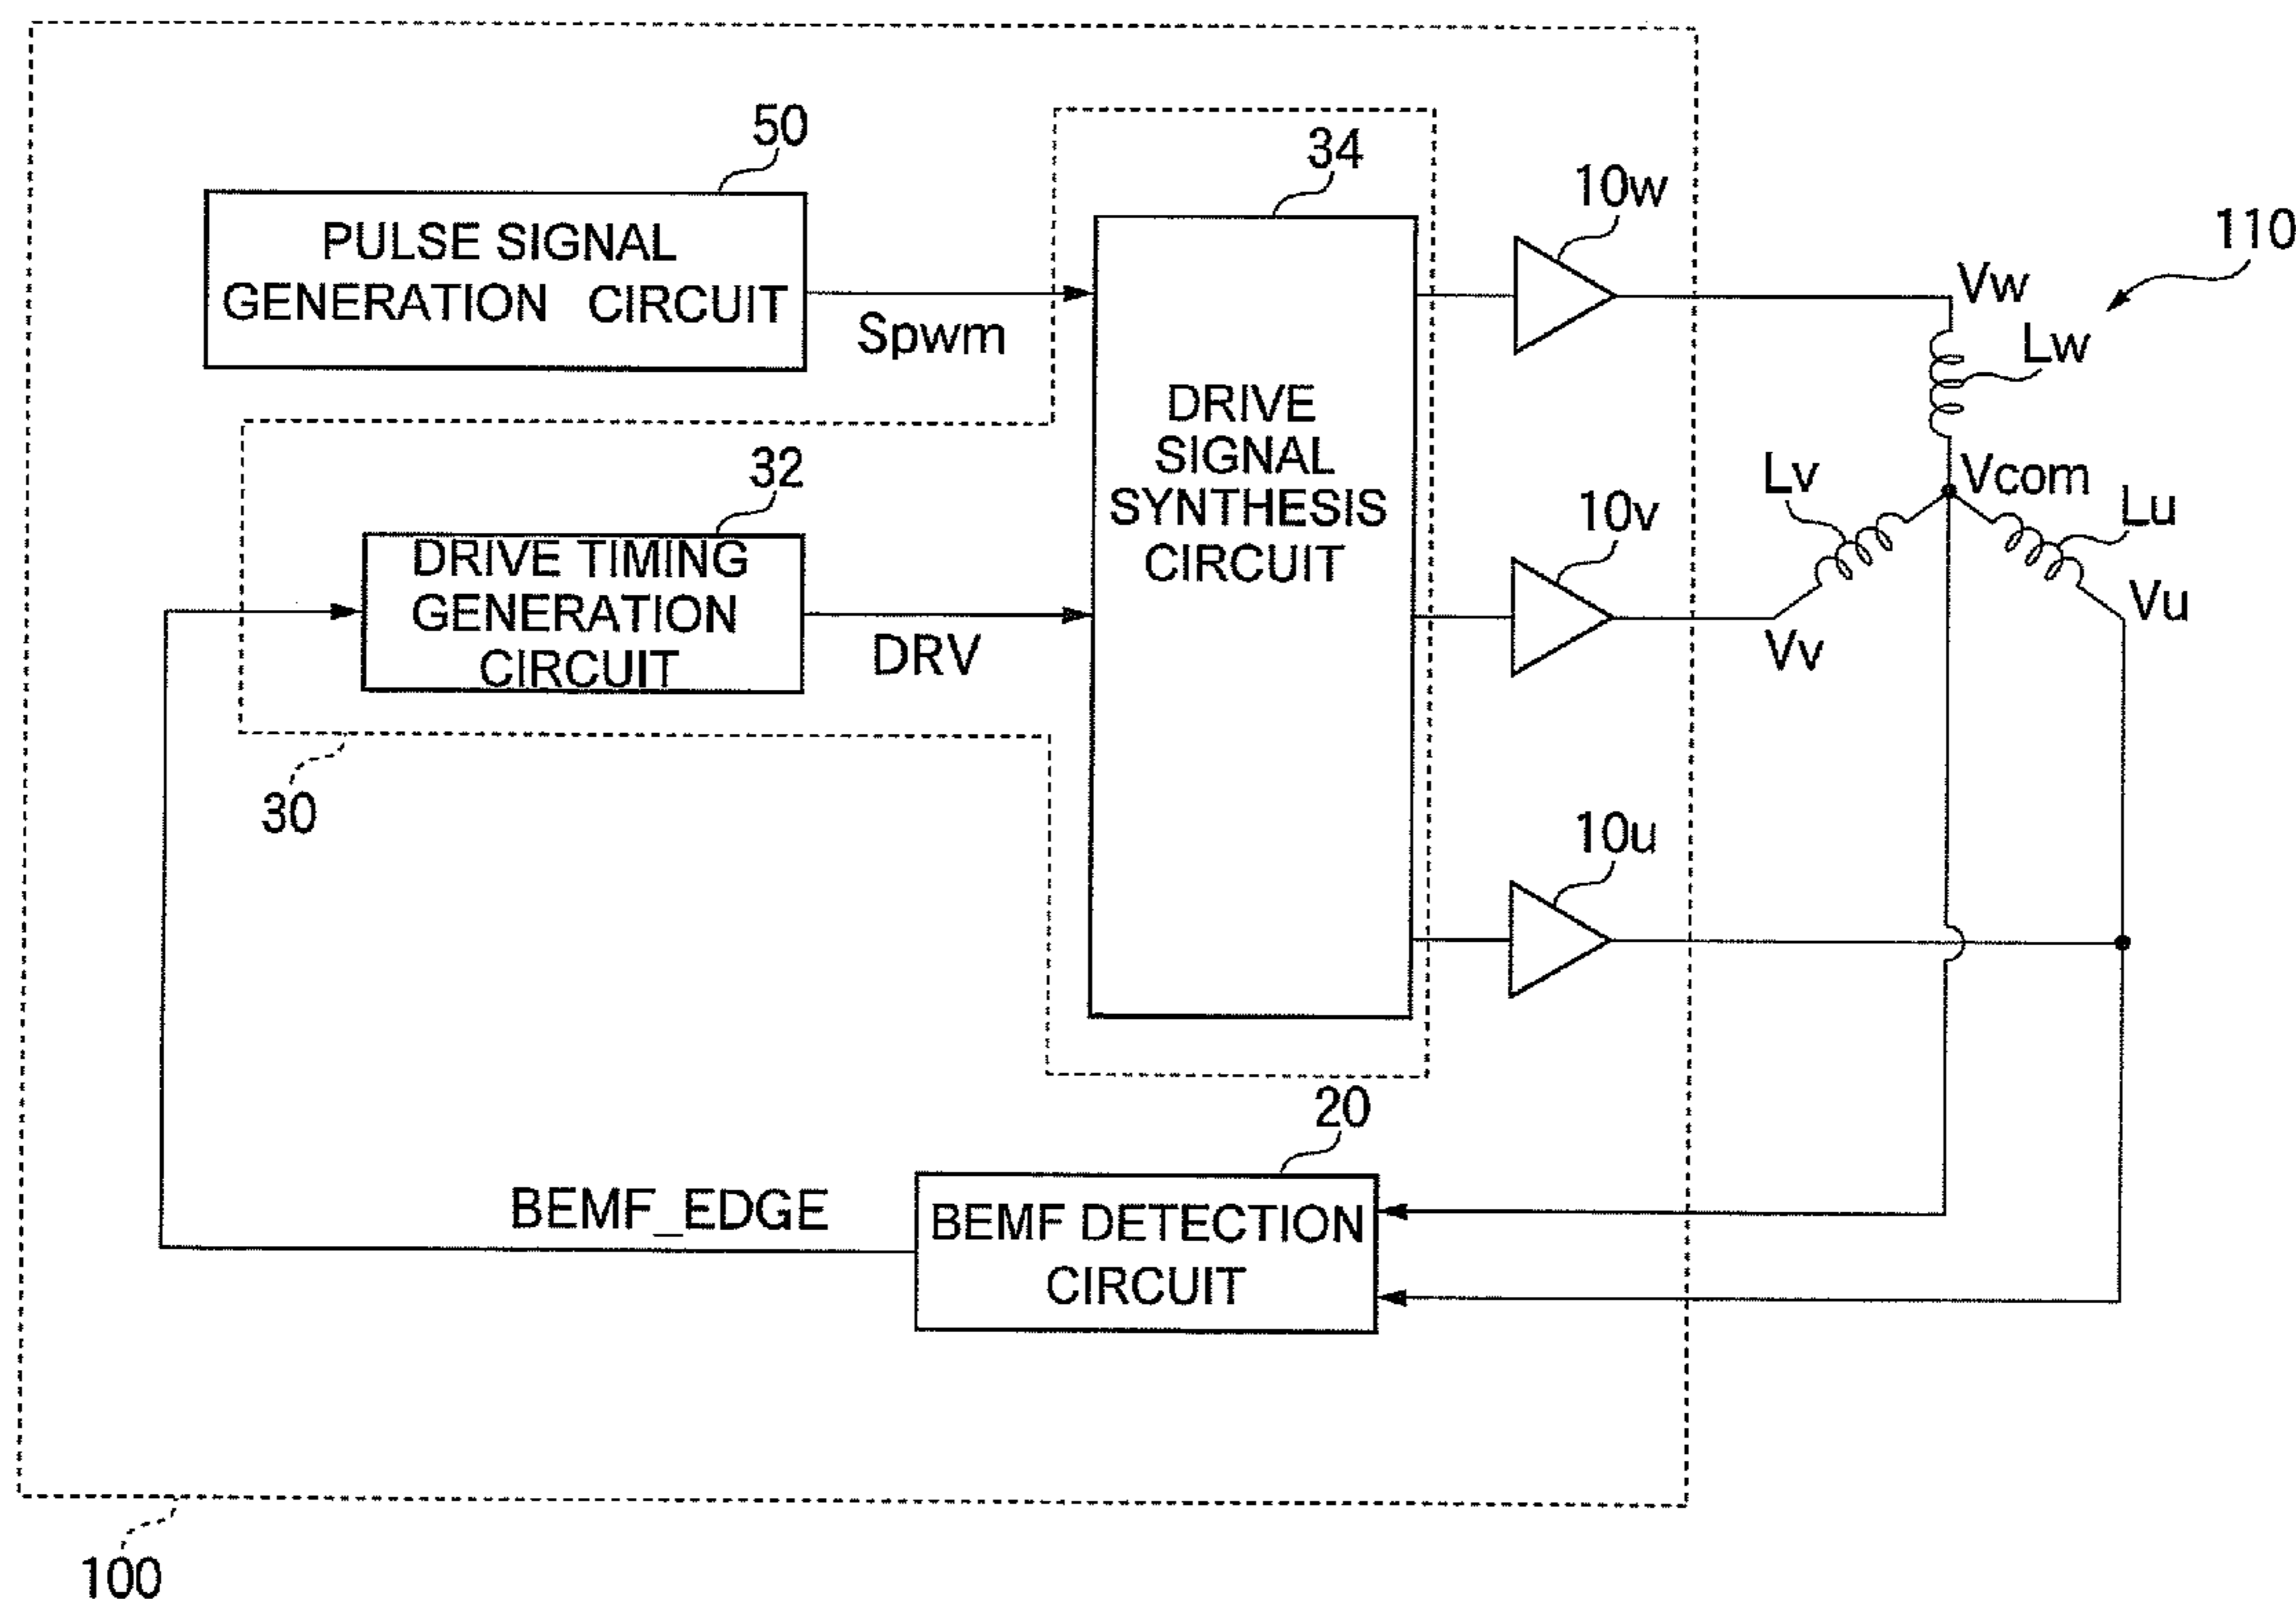 50
PULSE SIGNAL
GENERATION CIRCUIT
Spwm
34
DRIVE
SIGNAL
SYNTHESIS
CIRCUIT
10w
110
Vw
Lw
32
DRIVE TIMING
GENERATION
CIRCUIT
DRV
30
10v
Lv
Vcom
Lu
Vv
Vu
10u
20
BEMF DETECTION
CIRCUIT
BEMF_EDGE
100